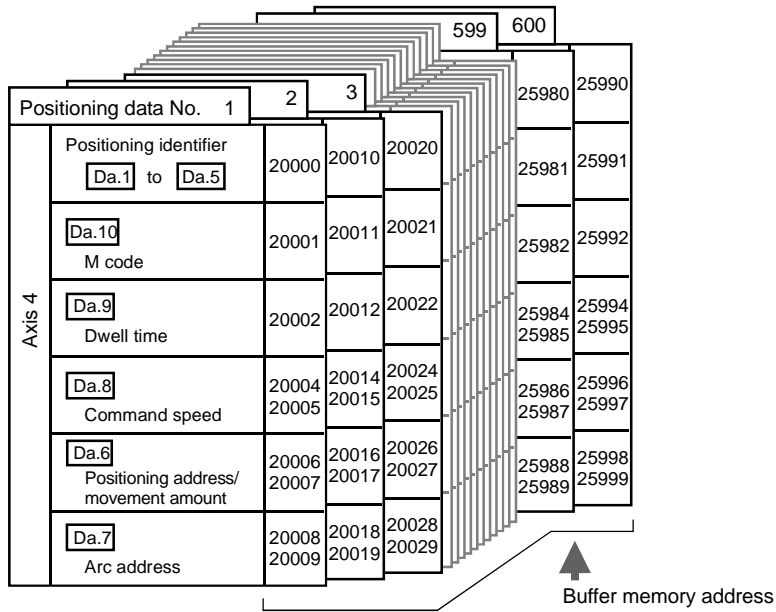 599 600
Positioning data No. 1 2 3
Axis 4
Positioning identifier
Da.1 to Da.5
20000 20010 20020 25980 25990
Da.10
M code
20001 20011 20021 25981 25991
Da.9
Dwell time
20002 20012 20022 25982 25992
Da.8
Command speed
20004 20014 20024 25984 25994
20005 20015 20025 25985 25995
Da.6
Positioning address/
movement amount
20006 20016 20026 25986 25996
20007 20017 20027 25987 25997
Da.7
Arc address
20008 20018 20028 25988 25998
20009 20019 20029 25989 25999
Buffer memory address